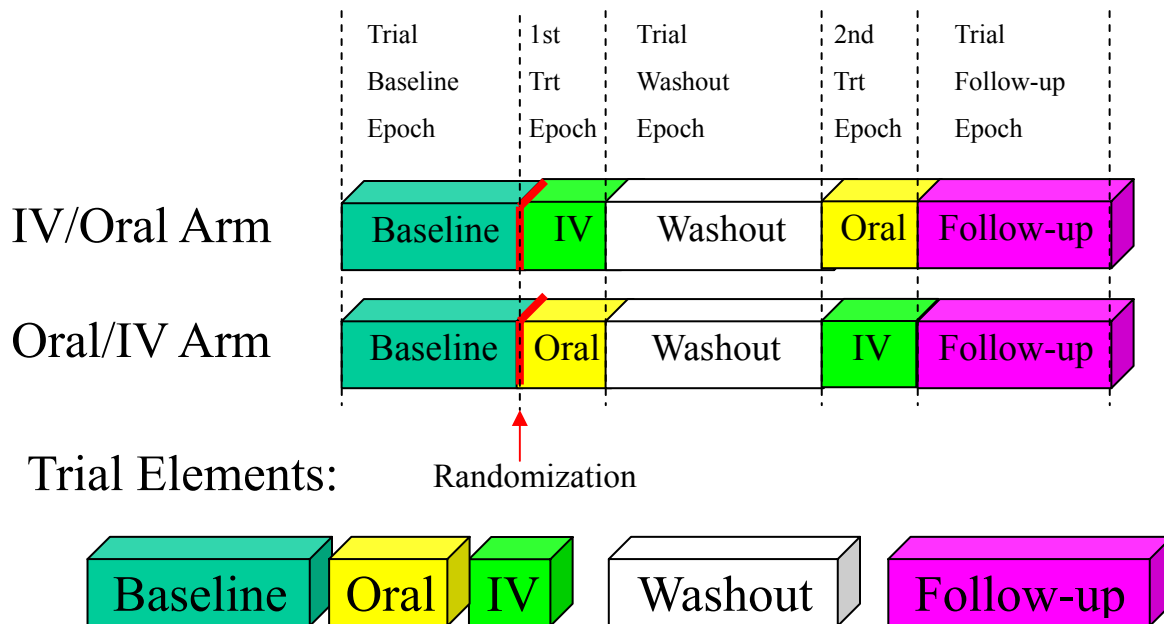 Trial 1st Trial 2nd Trial
Baseline Trt Washout Trt Follow-up
Epoch Epoch Epoch Epoch Epoch
IV/Oral Arm Baseline IV Washout Oral Follow-up
Oral/IV Arm Baseline Oral Washout IV Follow-up
Trial Elements: Randomization
Baseline Oral IV Washout Follow-up